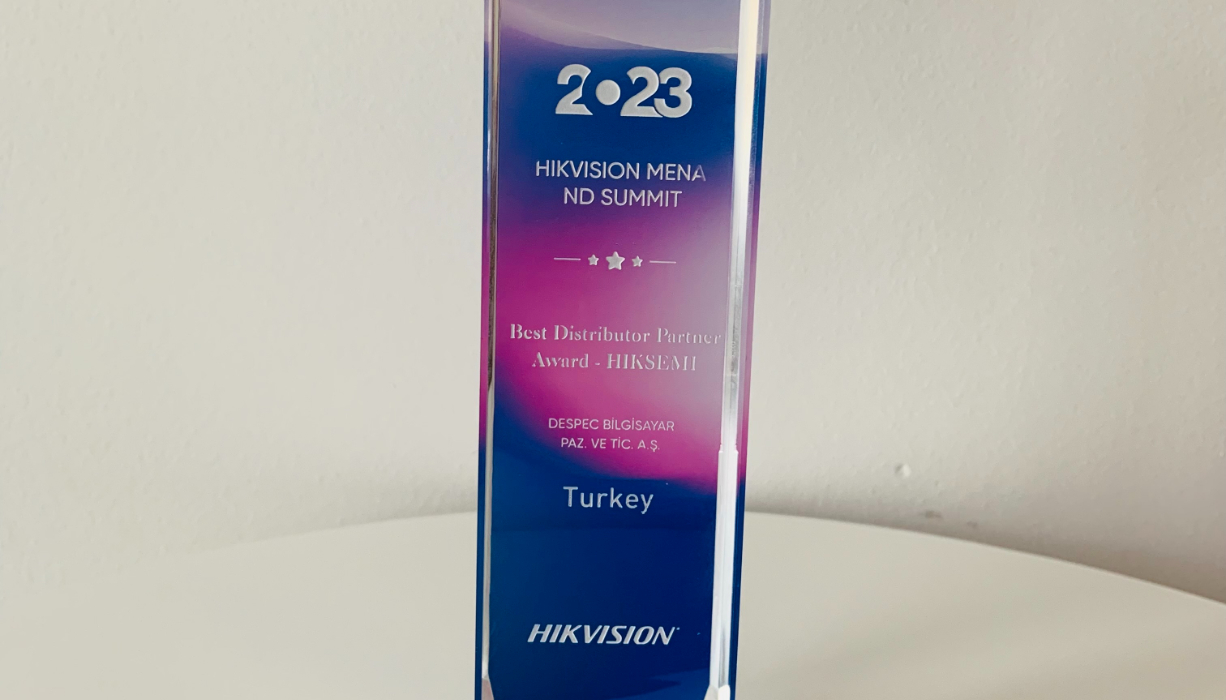 2023
HIKVISION MENA
ND SUMMIT
Best Distributor Partner
Award - HIKSEMI
DESPEC BİLGİSAYAR
PAZ. VE TİC. A.Ş.
Turkey
HIKVISION